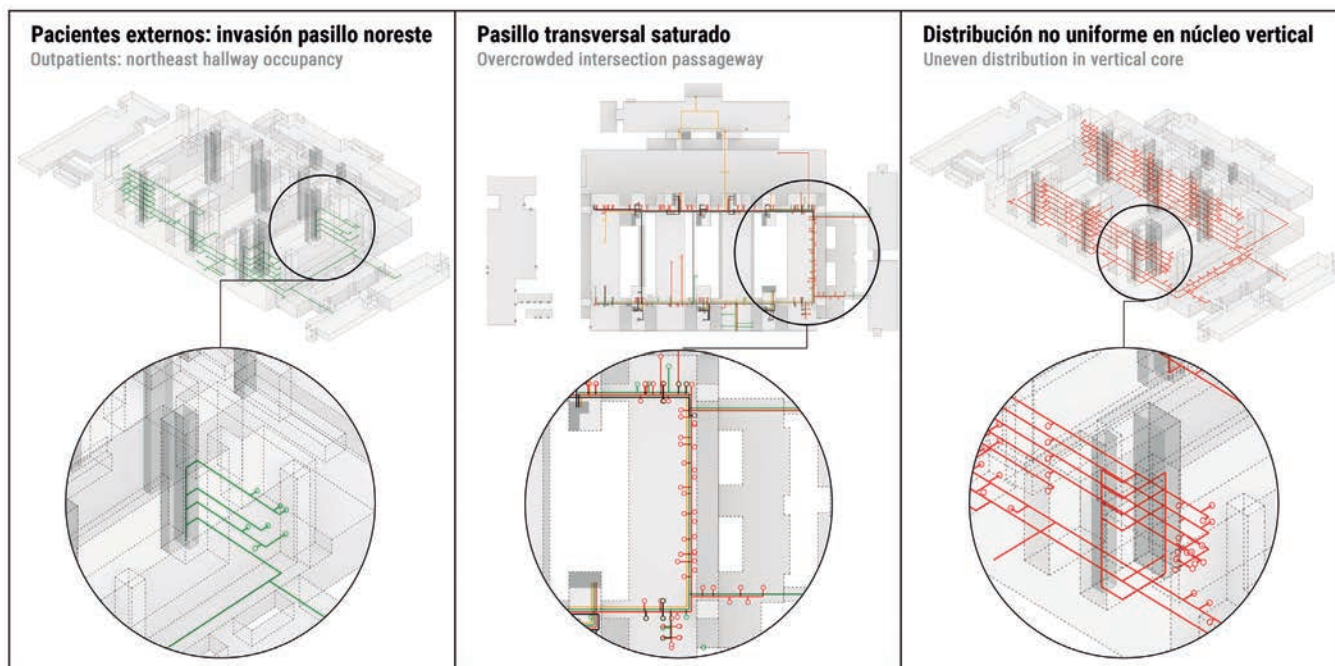 Pacientes externos: invasión pasillo noreste
Outpatients: northeast hallway occupancy
Pasillo transversal saturado
Overcrowded intersection passageway
Distribución no uniforme en núcleo vertical
Uneven distribution in vertical core